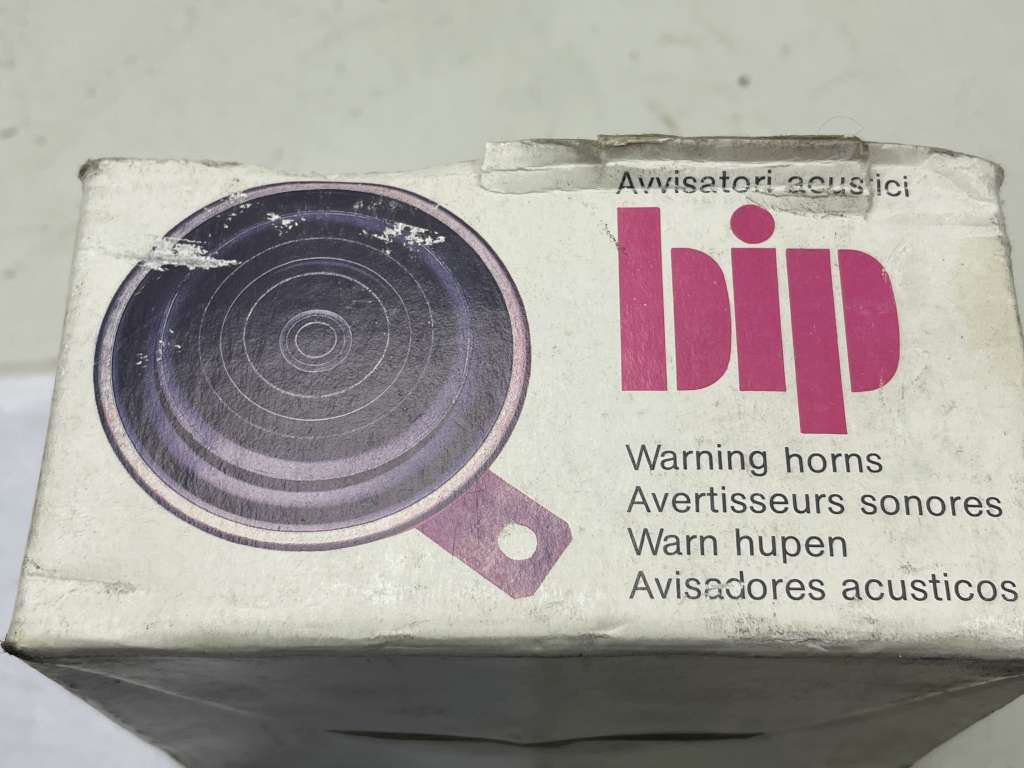 Avvisatori acustici
bip
Warning horns
Avertisseurs sonores
Warn hupen
Avisadores acusticos